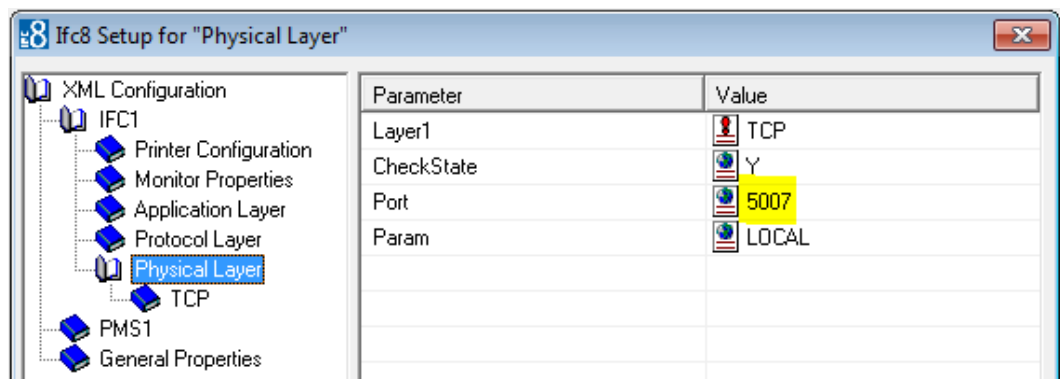 Ifc8 Setup for "Physical Layer"
XML Configuration
IFC1
Printer Configuration
Monitor Properties
Application Layer
Protocol Layer
Physical Layer
TCP
PMS1
General Properties
Parameter Value
Layer1 TCP
CheckState Y
Port 5007
Param LOCAL